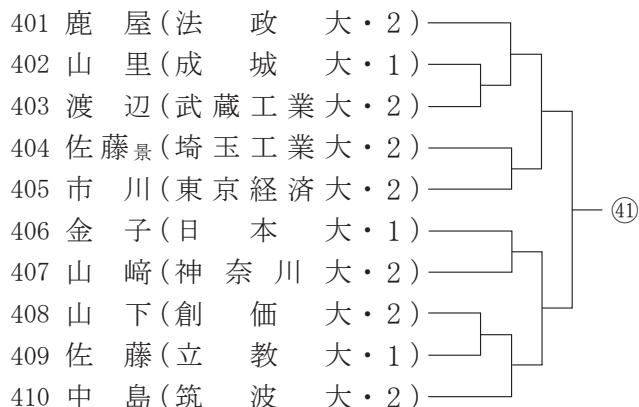 401 鹿 屋(法 政 大・2)
402 山 里(成 城 大・1)
403 渡 辺(武蔵工業大・2)
404 佐藤景(埼玉工業大・2)
405 市 川(東京経済大・2)
406 金 子(日 本 大・1)
407 山 﨑(神奈川大・2)
408 山 下(創 価 大・2)
409 佐 藤(立 教 大・1)
410 中 島(筑 波 大・2)
㊶